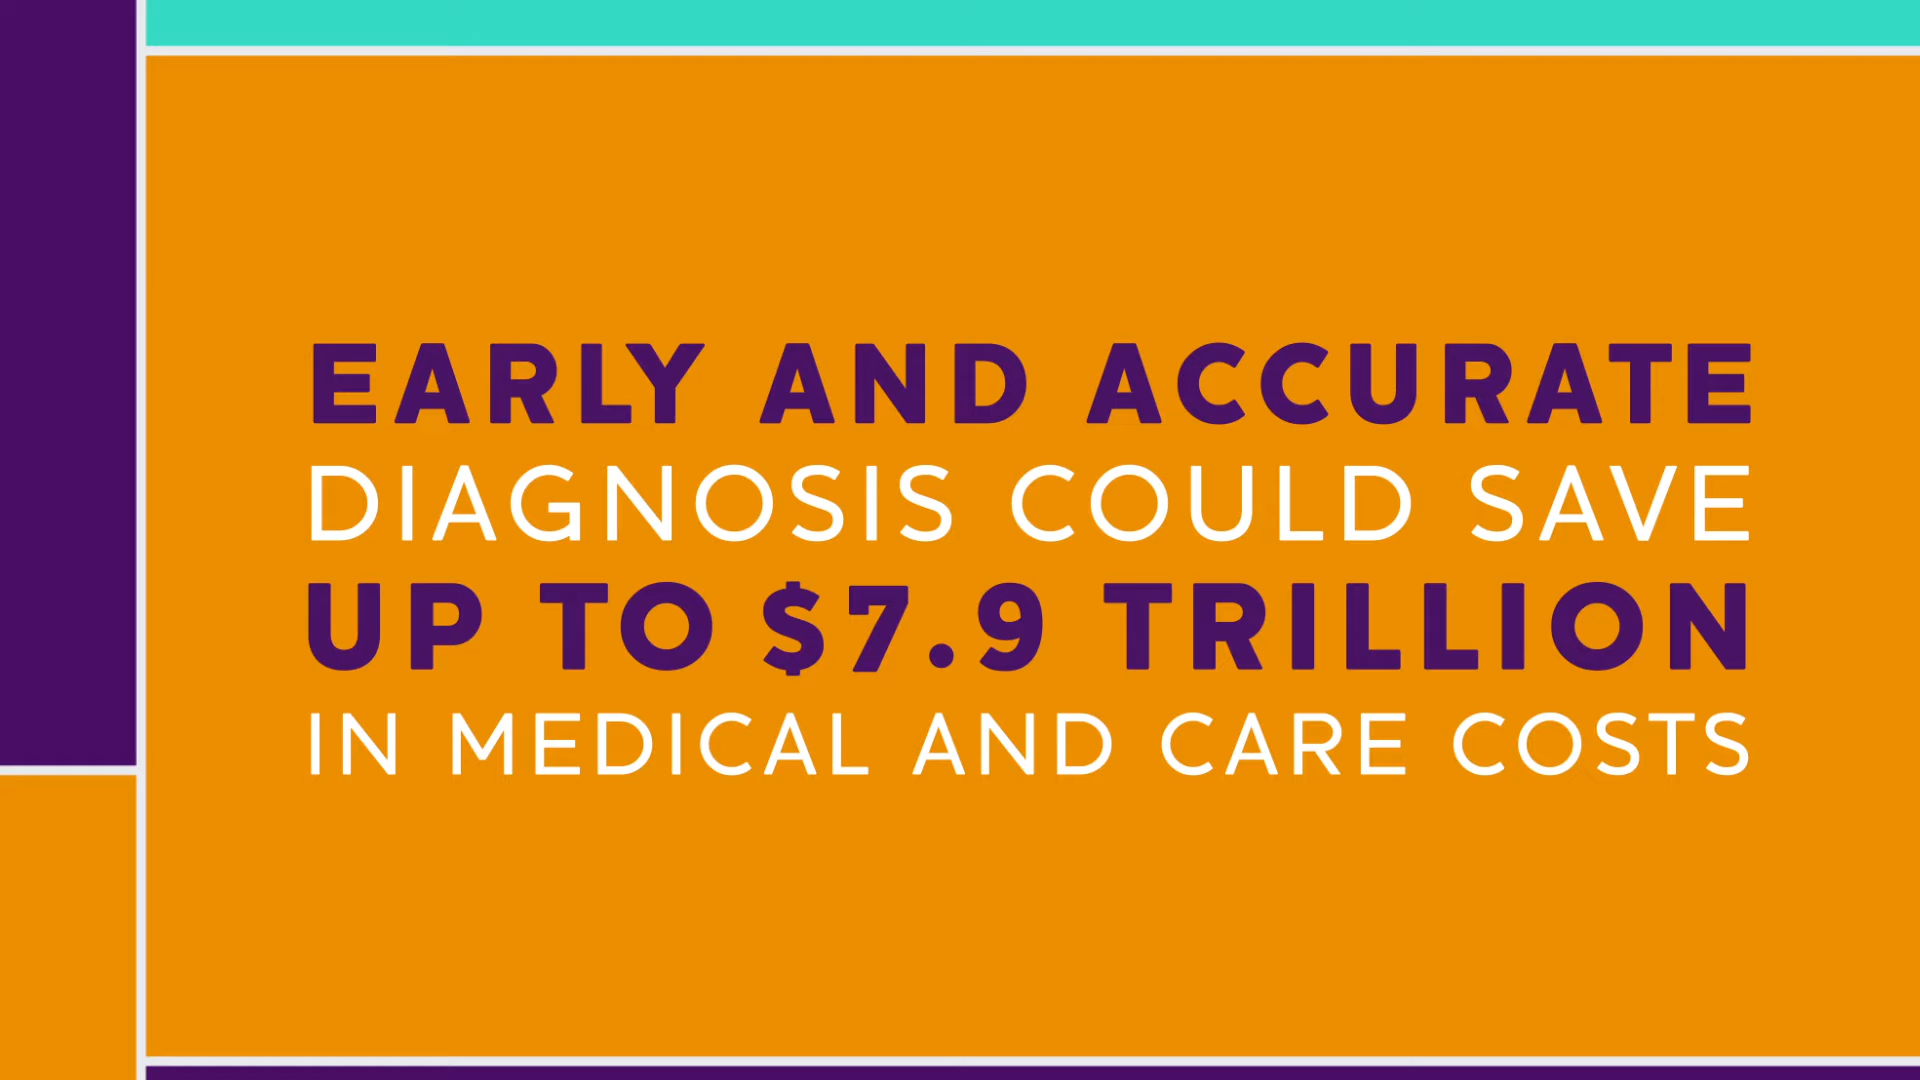 EARLY AND ACCURATE
DIAGNOSIS COULD SAVE
UP TO $7.9 TRILLION
IN MEDICAL AND CARE COSTS